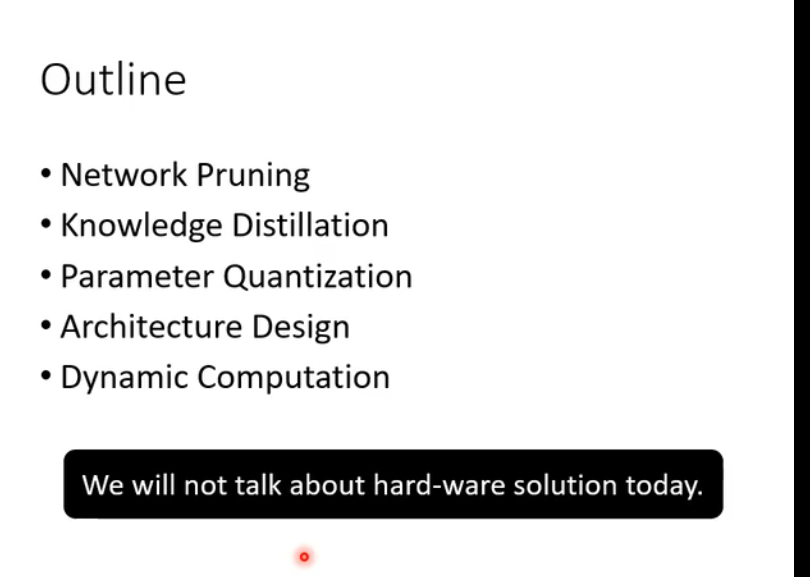 Outline
• Network Pruning
• Knowledge Distillation
• Parameter Quantization
• Architecture Design
• Dynamic Computation
We will not talk about hard-ware solution today.